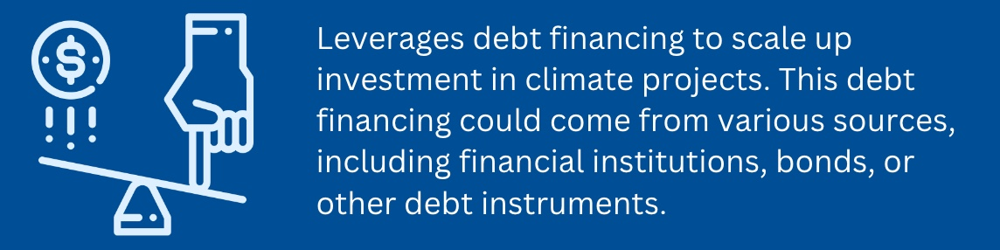 Leverages debt financing to scale up
investment in climate projects. This debt
financing could come from various sources,
including financial institutions, bonds, or
other debt instruments.